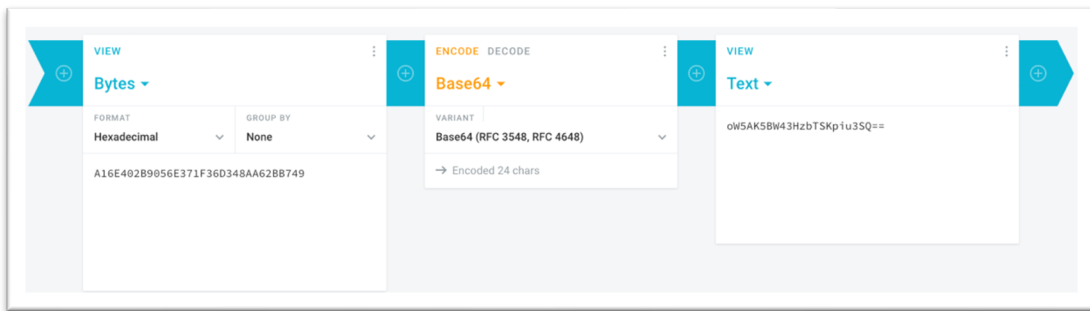 VIEW
Bytes
FORMAT
Hexadecimal
GROUP BY
None
A16E402B9056E371F36D348AA62BB749
ENCODE DECODE
Base64
VARIANT
Base64 (RFC 3548, RFC 4648)
→ Encoded 24 chars
VIEW
Text
oW5AK5BW43HzbTSKpiu3SQ==